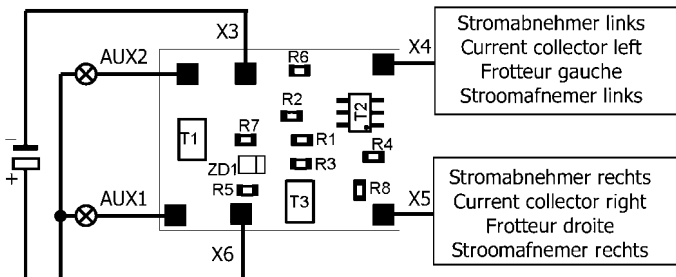 X3
AUX2
R6
X4
Stromabnehmer links
Current collector left
Frotteur gauche
Stroomafnemer links
R2
T2
T1
R7
R1
R4
ZD1
R3
R5
T3
R8
–
+
AUX1
X5
X6
Stromabnehmer rechts
Current collector right
Frotteur droite
Stroomafnemer rechts